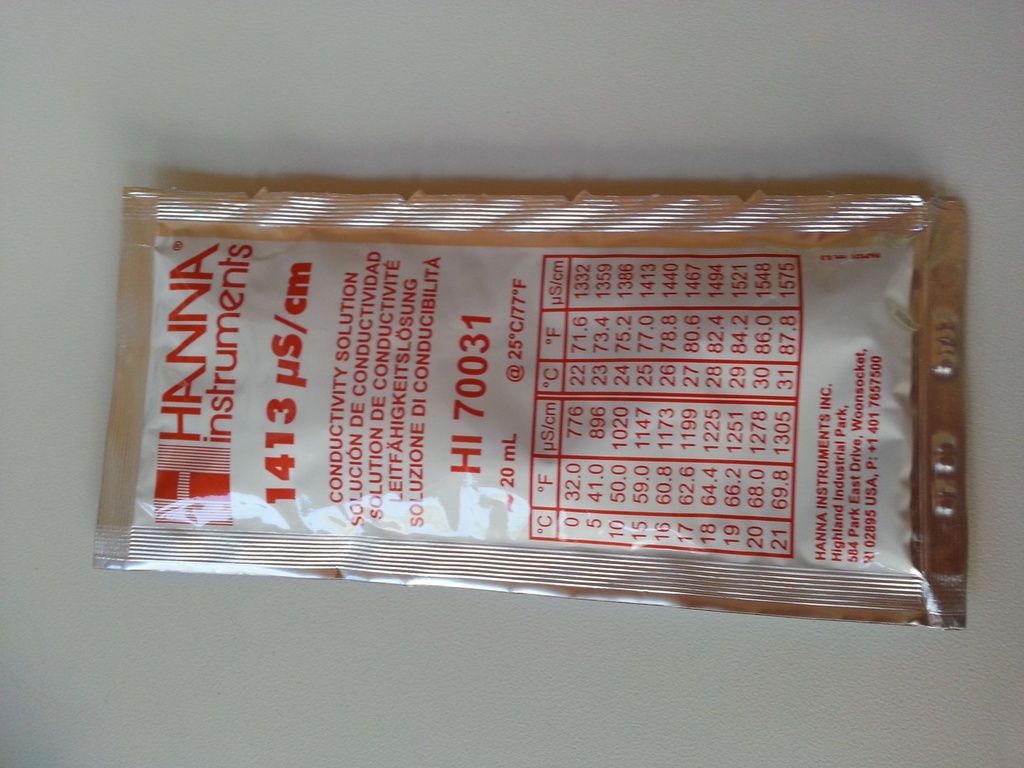 HANNA®
instruments
1413 µS/cm
CONDUCTIVITY SOLUTION
SOLUCIÓN DE CONDUCTIVIDAD
SOLUTION DE CONDUCTIVITÉ
LEITFÄHIGKEITSLÖSUNG
SOLUZIONE DI CONDUCIBILITÀ
HI 70031
20 mL @ 25°C/77°F
°C °F µS/cm °C °F µS/cm
0 32.0 776 22 71.6 1332
5 41.0 896 23 73.4 1359
10 50.0 1020 24 75.2 1386
15 59.0 1147 25 77.0 1413
16 60.8 1173 26 78.8 1440
17 62.6 1199 27 80.6 1467
18 64.4 1225 28 82.4 1494
19 66.2 1251 29 84.2 1521
20 68.0 1278 30 86.0 1548
21 69.8 1305 31 87.8 1575
HANNA INSTRUMENTS INC.
Highland Industrial Park,
584 Park East Drive, Woonsocket,
RI 02895 USA, P: +1 401 7657500